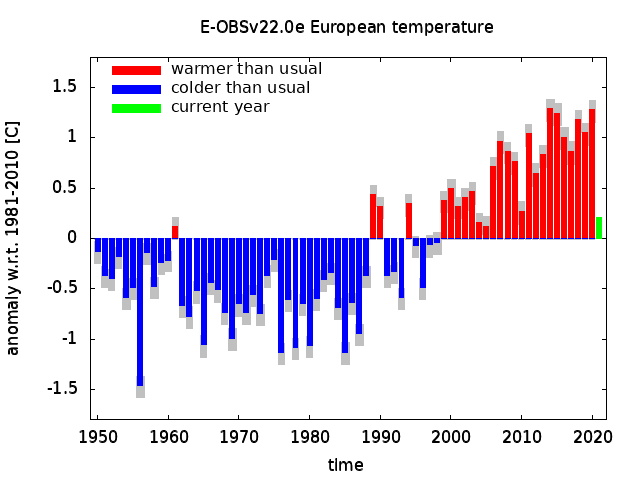 E-OBSv22.0e European temperature
warmer than usual
colder than usual
current year
anomaly w.r.t. 1981-2010 [C]
1.5
1
0.5
0
-0.5
-1
-1.5
1950 1960 1970 1980 1990 2000 2010 2020
time